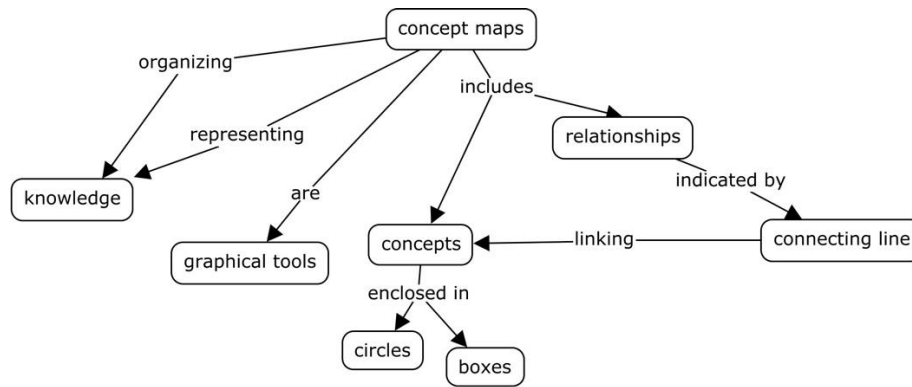 concept maps
organizing
includes
representing
relationships
indicated by
knowledge
are
graphical tools
concepts
linking
connecting line
enclosed in
circles
boxes